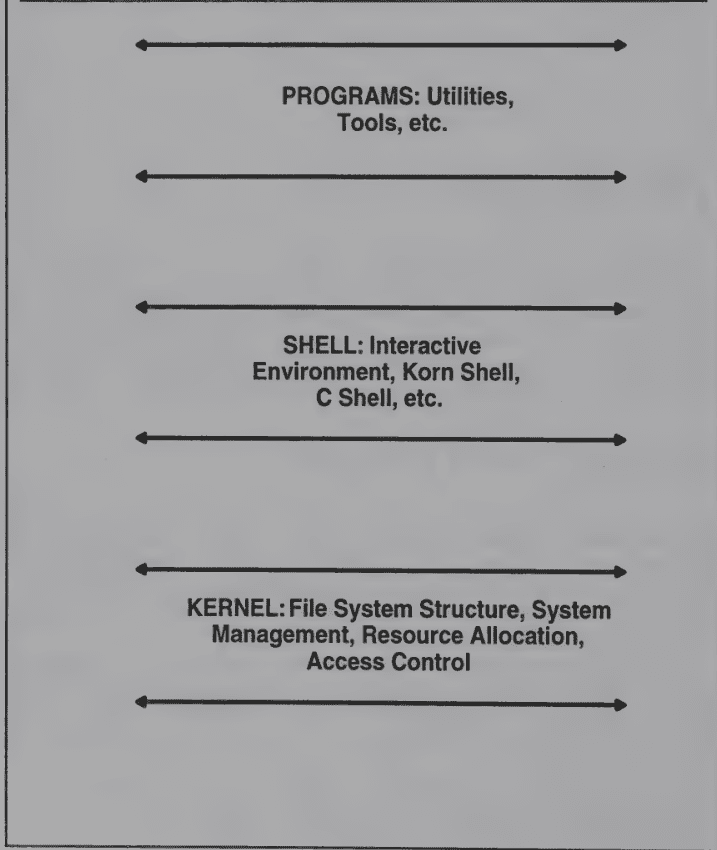 PROGRAMS: Utilities,
Tools, etc.
SHELL: Interactive
Environment, Korn Shell,
C Shell, etc.
KERNEL: File System Structure, System
Management, Resource Allocation,
Access Control